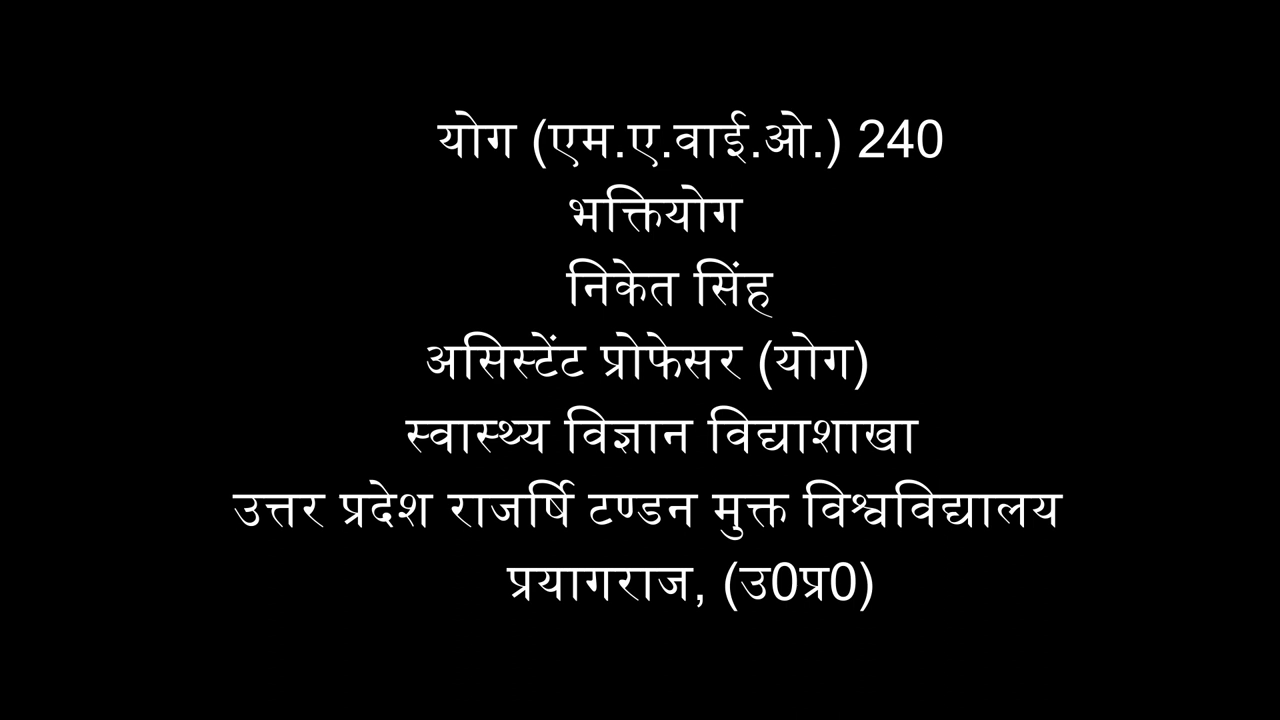 योग (एम.ए.वाई.ओ.) 240
भक्तियोग
निकेत सिंह
असिस्टेंट प्रोफेसर (योग)
स्वास्थ्य विज्ञान विद्याशाखा
उत्तर प्रदेश राजर्षि टण्डन मुक्त विश्वविद्यालय
प्रयागराज, (उ0प्र0)